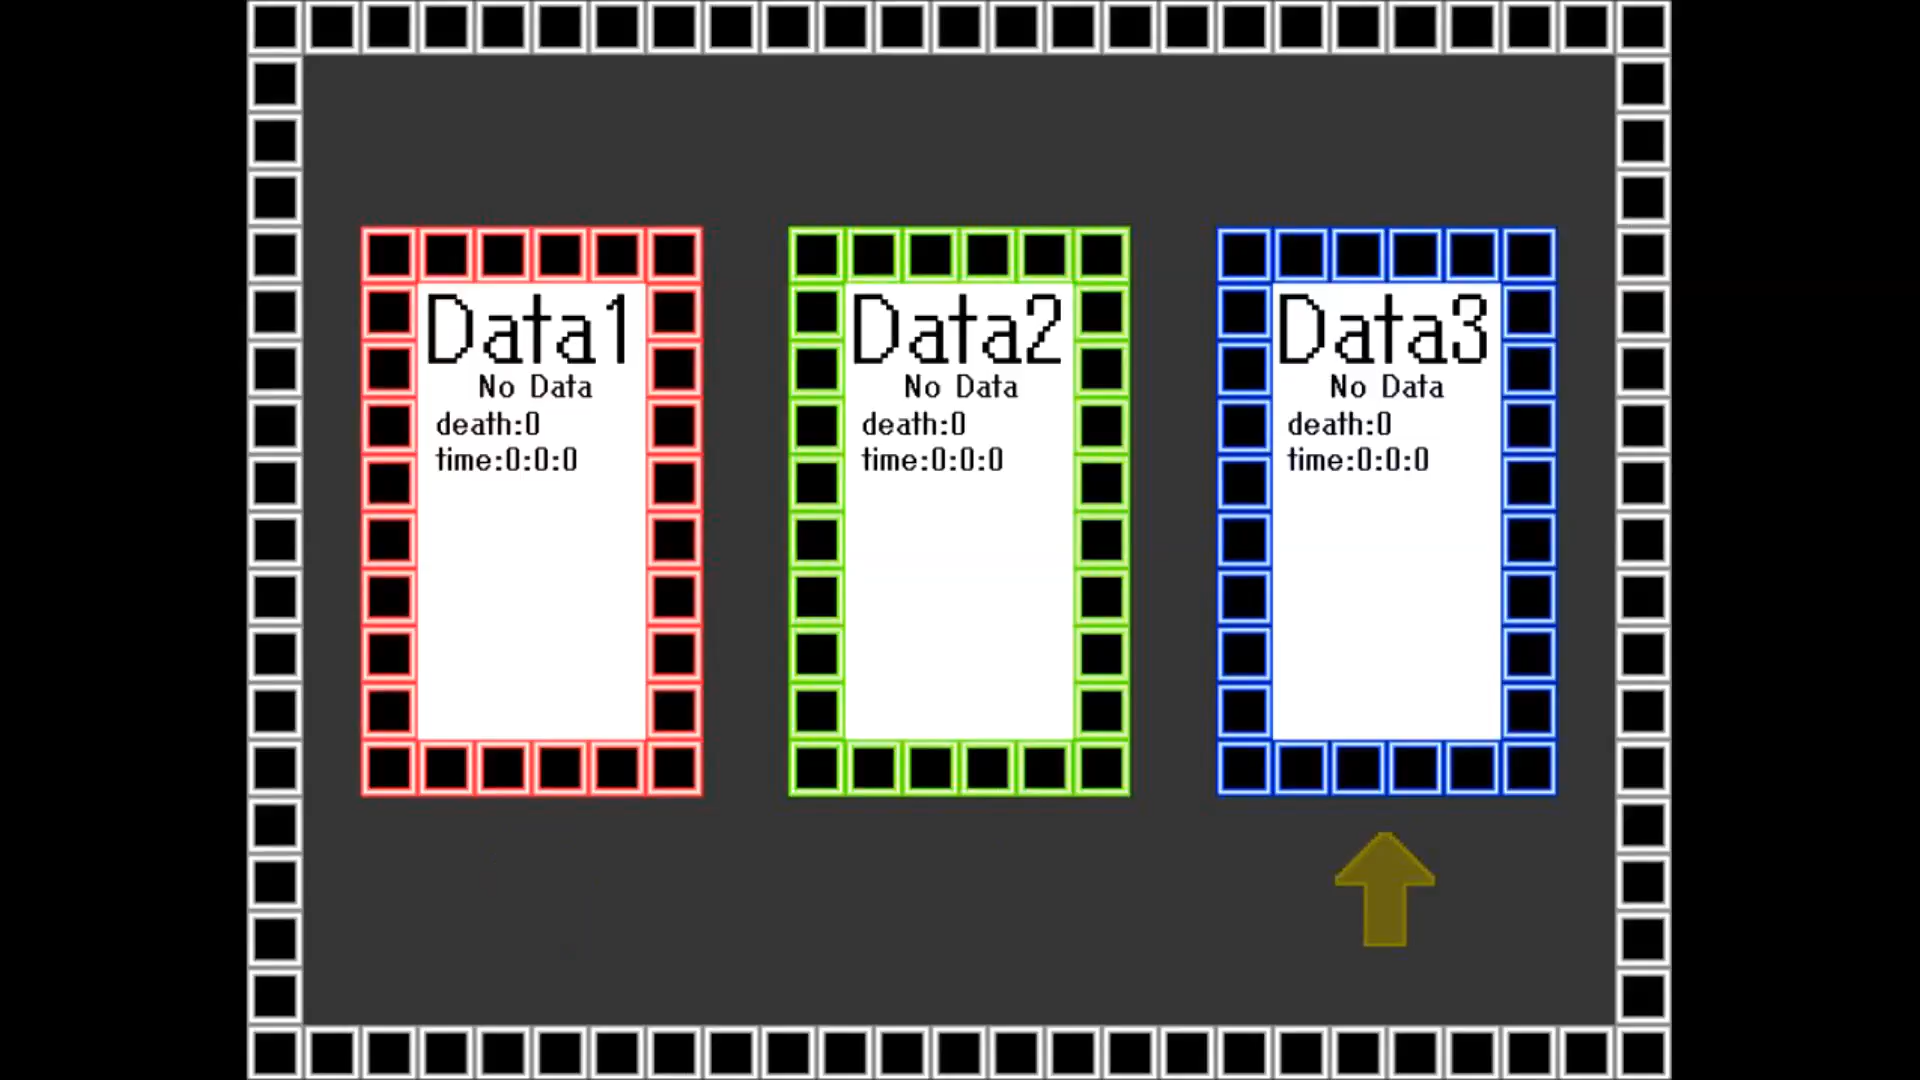 Data1
No Data
death:0
time:0:0:0
Data2
No Data
death:0
time:0:0:0
Data3
No Data
death:0
time:0:0:0